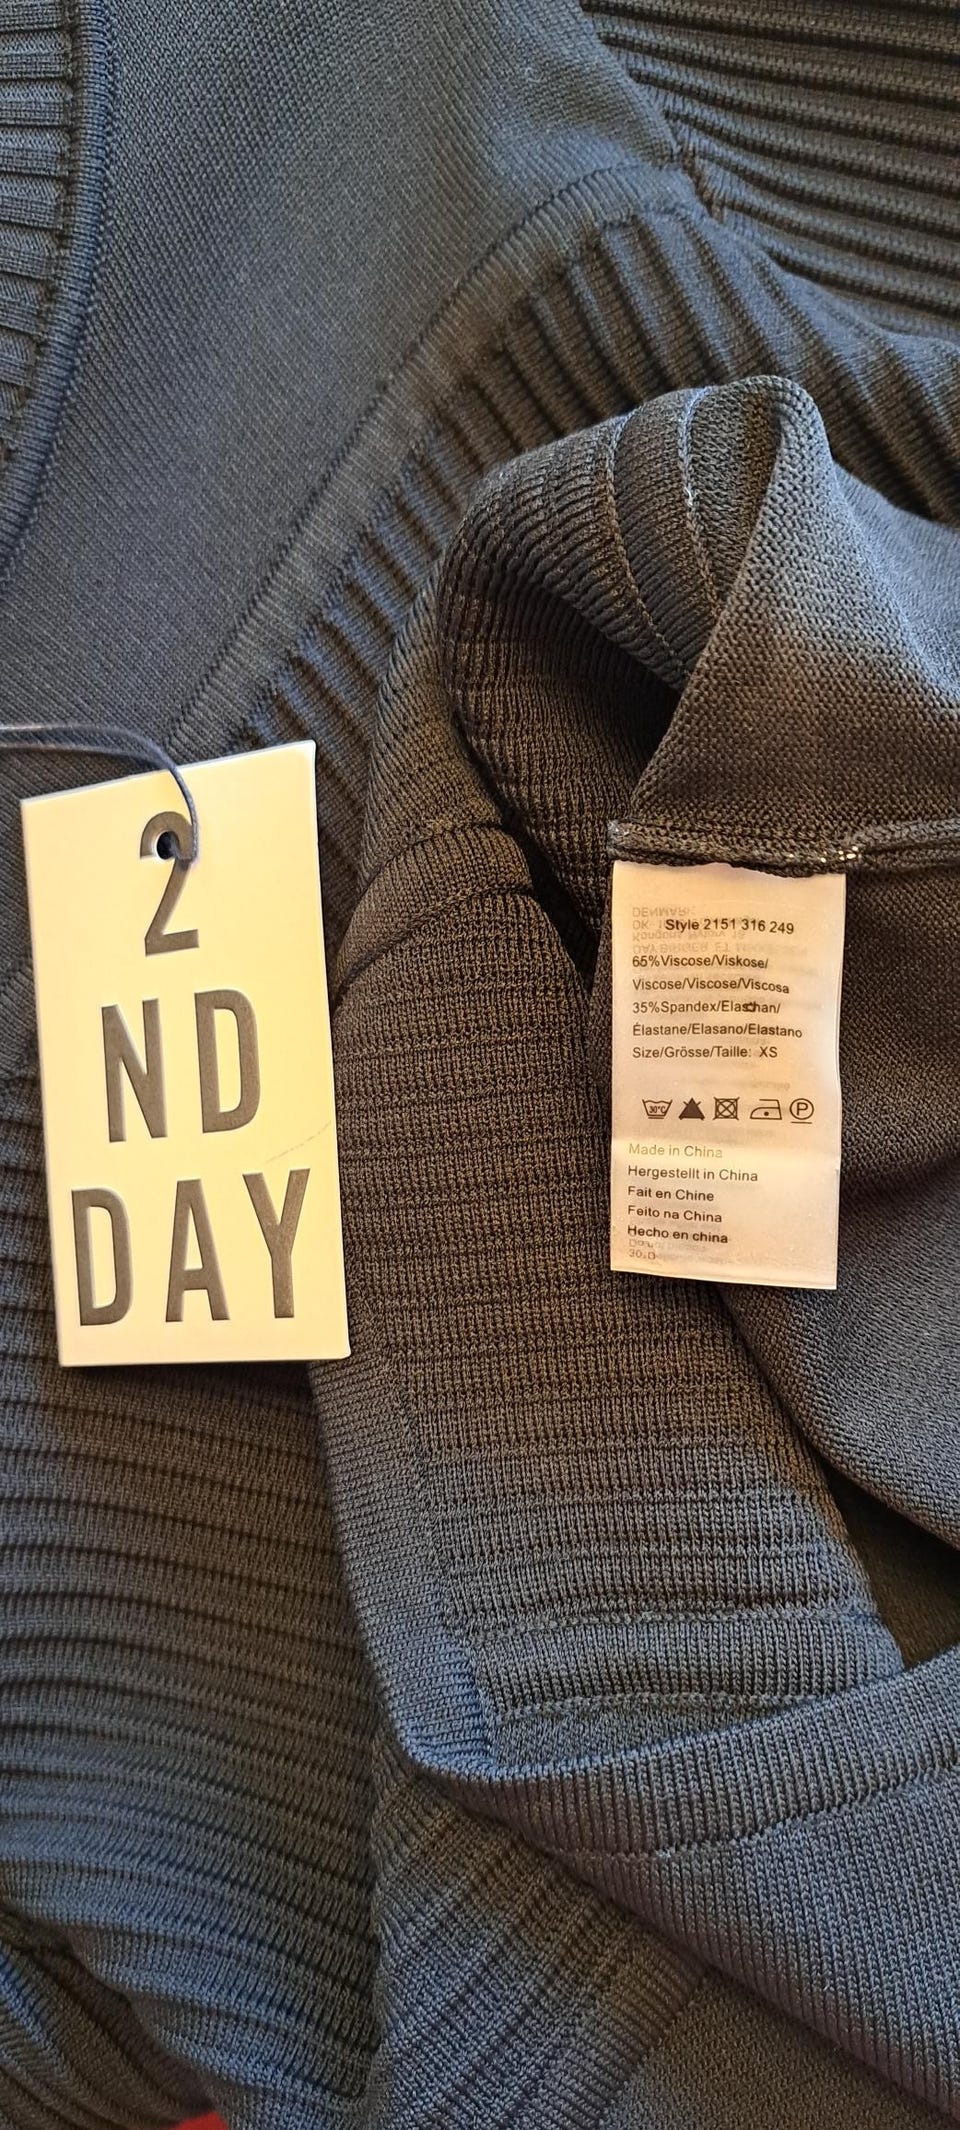 2
ND
DAY
Style 2151 316 249
65%Viscose/Viskose/
Viscose/Viscose/Viscosa
35%Spandex/Elasthan/
Élastane/Elasano/Elastano
Size/Grösse/Taille: XS
30°C
P
Made in China
Hergestellt in China
Fait en Chine
Feito na China
Hecho en china